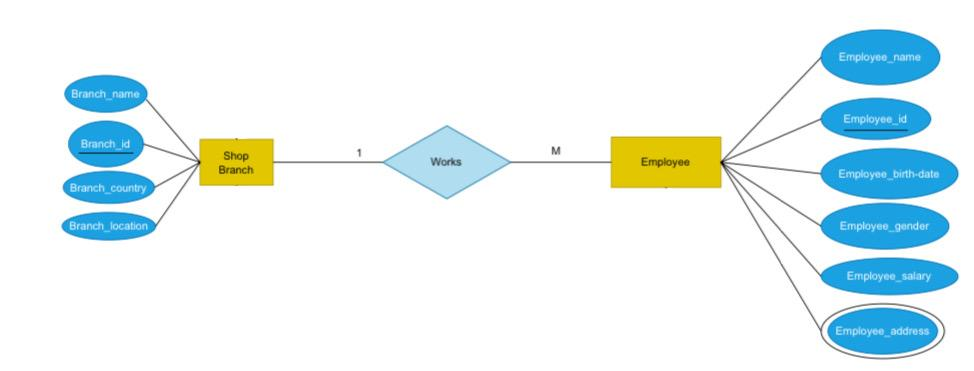 Branch_name
Branch_id
Branch_country
Branch_location
Shop
Branch
1
Works
M
Employee
Employee_name
Employee_id
Employee_birth-date
Employee_gender
Employee_salary
Employee_address